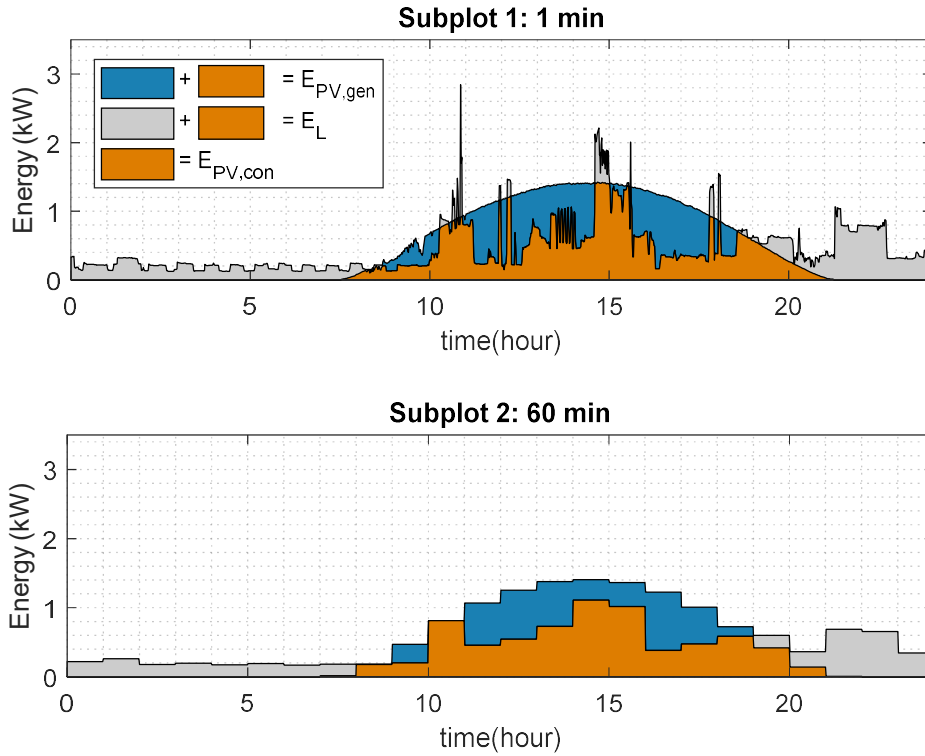 Subplot 1: 1 min
3
2
1
0
Energy (kW)
+ = E_PV,gen
+ = E_L
= E_PV,con
0 5 10 15 20
time(hour)
Subplot 2: 60 min
3
2
1
0
Energy (kW)
0 5 10 15 20
time(hour)